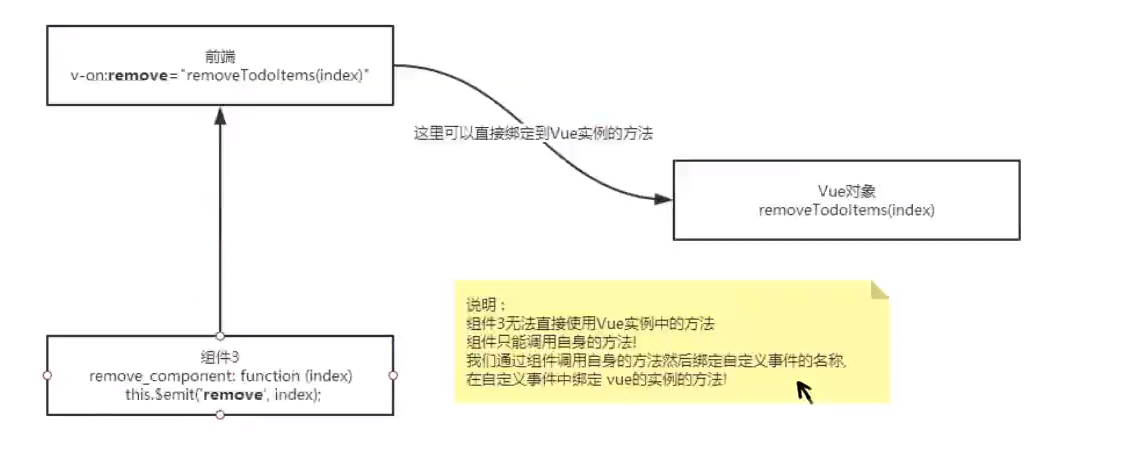 前端
v-on:remove="removeTodoItems(index)"
这里可以直接绑定到Vue实例的方法
Vue对象
removeTodoItems(index)
说明：
组件3无法直接使用Vue实例中的方法
组件只能调用自身的方法!
我们通过组件调用自身的方法然后绑定自定义事件的名称,
在自定义事件中绑定 vue的实例的方法!
组件3
remove_component: function (index)
this.$emit('remove', index);